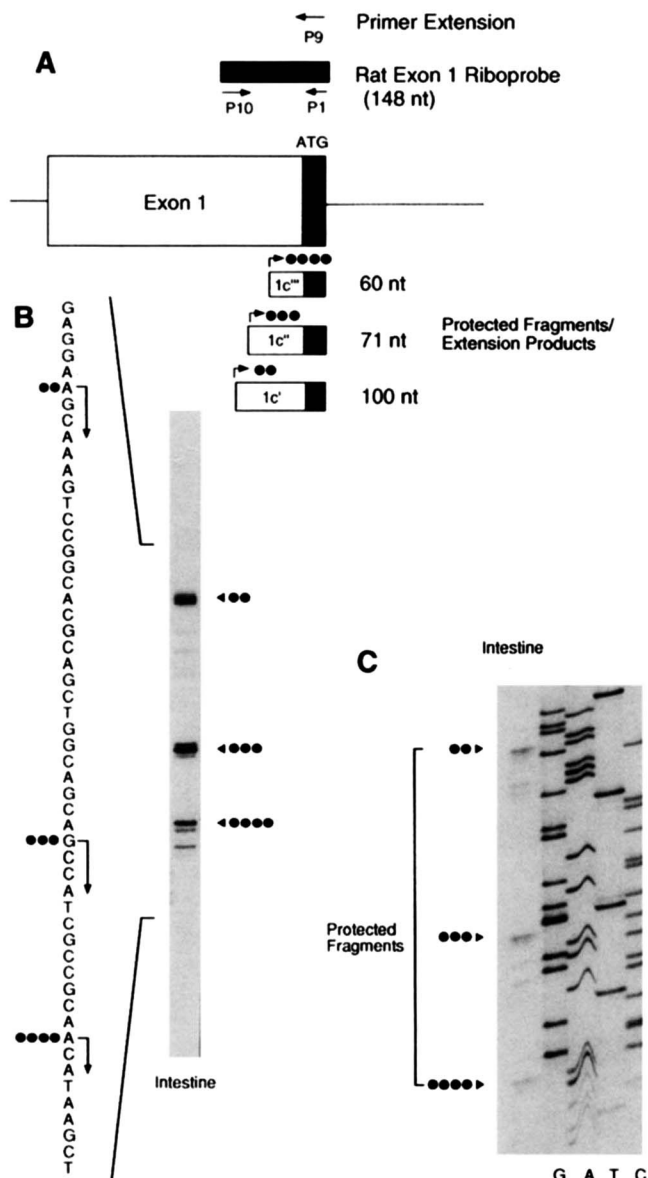 P9
Primer Extension
A
Rat Exon 1 Riboprobe
(148 nt)
P10
P1
ATG
Exon 1
1c'''
60 nt
1c''
71 nt
Protected Fragments/
Extension Products
1c'
100 nt
B
GAGGAAGCAAAGTCCGGCACGCAGCTGGCAGCAGCCATCGCCGCAACATAAGCT
Intestine
C
Intestine
Protected
Fragments
G A T C